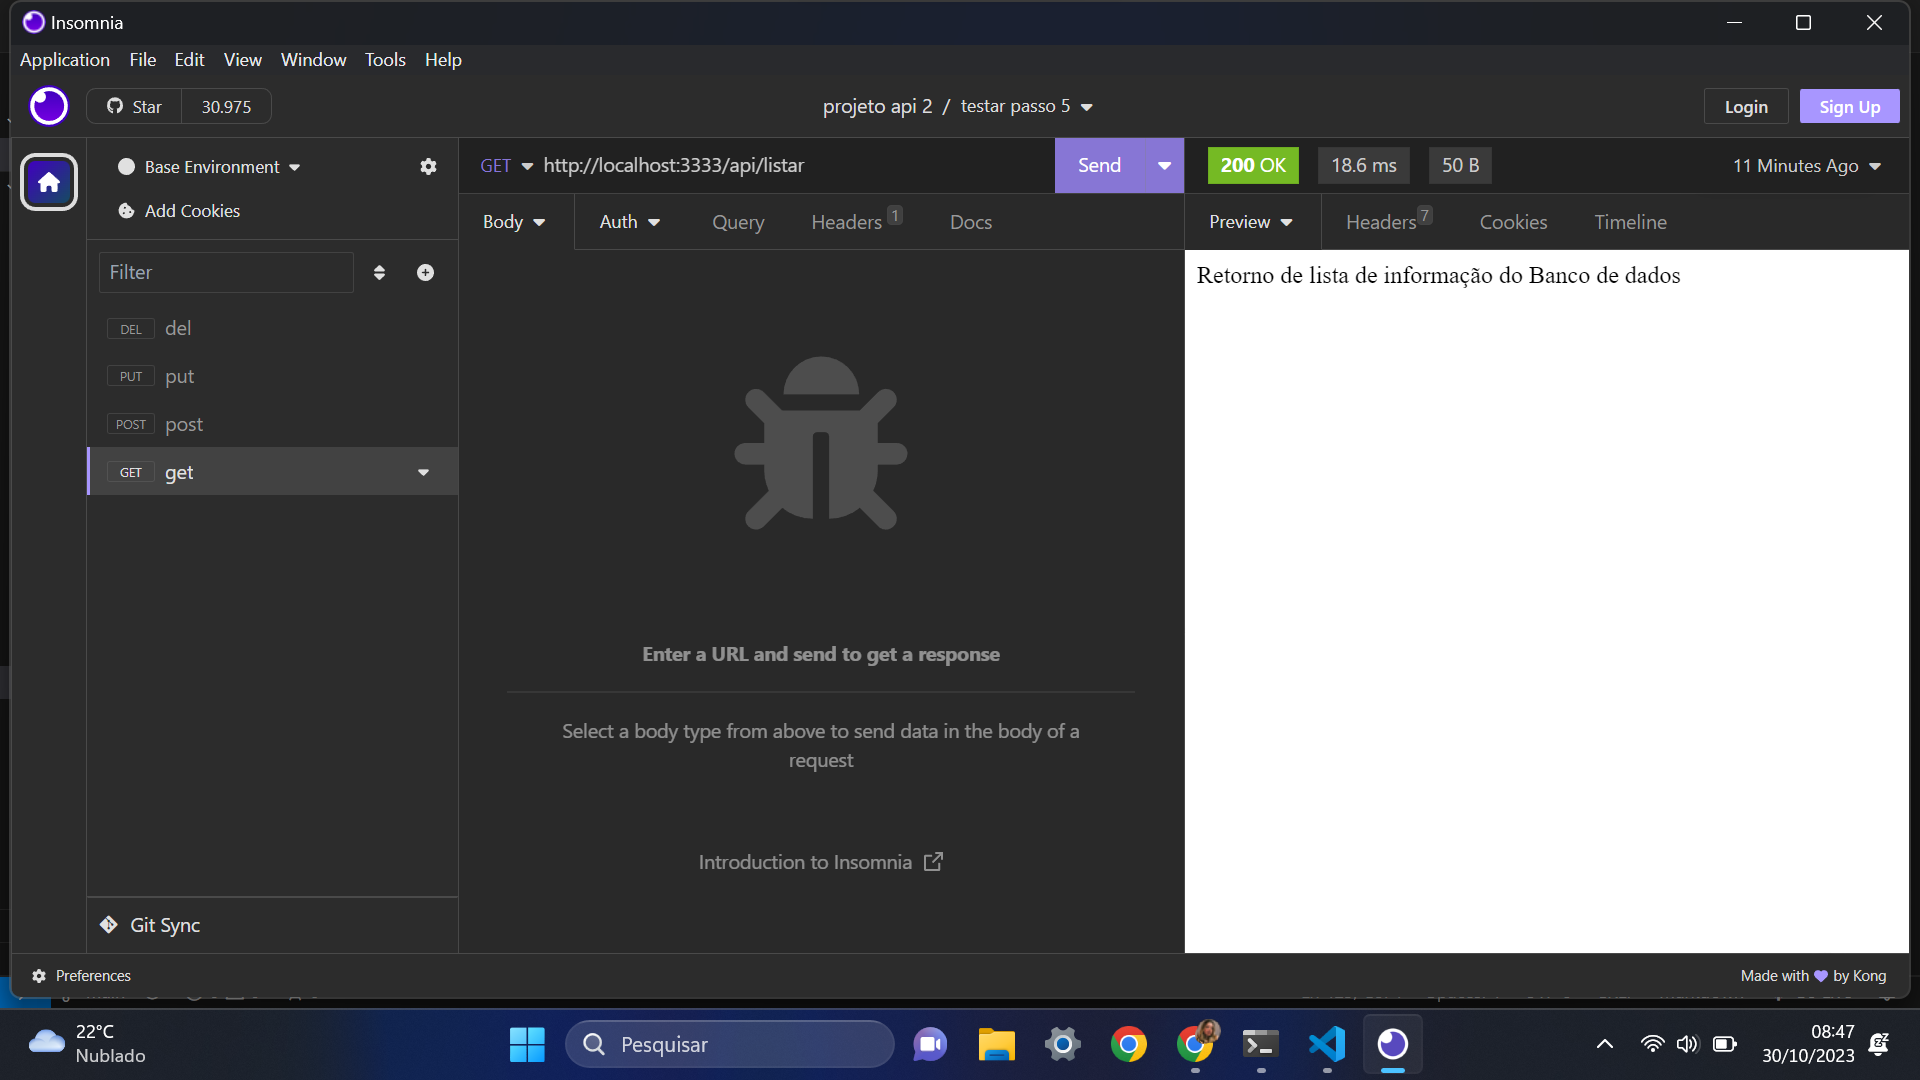 Insomnia
Application File Edit View Window Tools Help
Star 30.975
projeto api 2 / testar passo 5
Login Sign Up
Base Environment
Add Cookies
Filter
DEL del
PUT put
POST post
GET get
Git Sync
GET http://localhost:3333/api/listar Send
Body Auth Query Headers 1 Docs
Enter a URL and send to get a response
Select a body type from above to send data in the body of a
request
Introduction to Insomnia
200 OK 18.6 ms 50 B 11 Minutes Ago
Preview Headers 7 Cookies Timeline
Retorno de lista de informação do Banco de dados
Preferences
Made with by Kong
22°C
Nublado
Pesquisar
08:47
30/10/2023